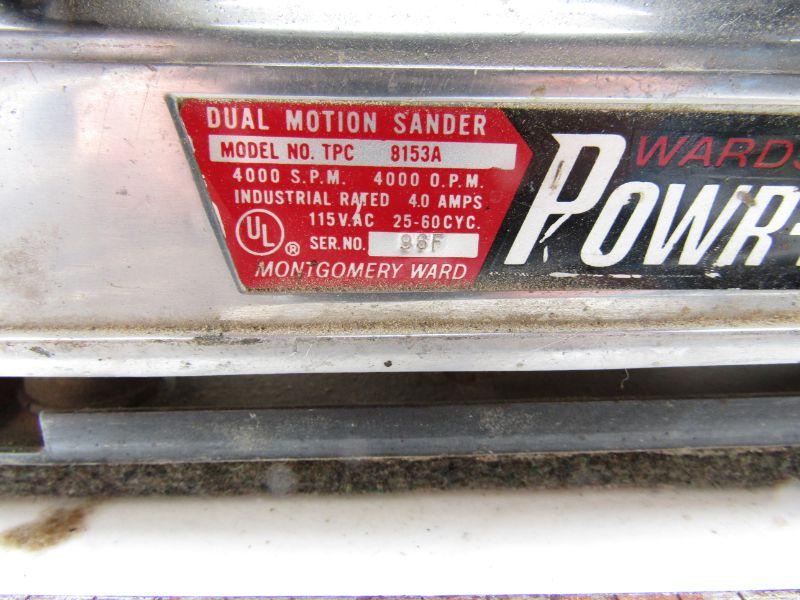 DUAL MOTION SANDER
MODEL NO. TPC 8153A
4000 S.P.M. 4000 O.P.M.
INDUSTRIAL RATED 4.0 AMPS
115V.AC 25-60CYC.
UL ® SER.NO. 96F
MONTGOMERY WARD
WARDS
POWR-